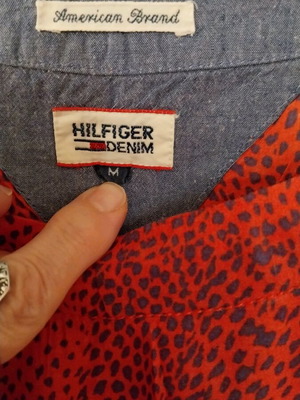 American Brand
HILFIGER
DENIM
M